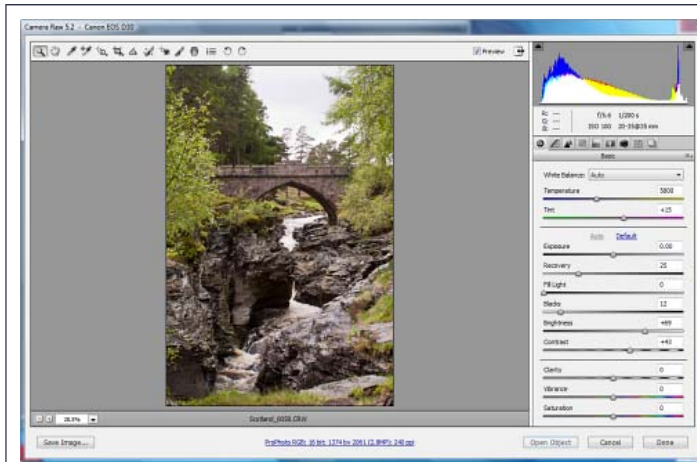 Camera Raw 5.2 - Canon EOS D30
Preview
R: ---
G: ---
B: ---
f/5.6 1/200 s
ISO 100 20-35@35 mm
Basic
White Balance: Auto
Temperature 5800
Tint +15
Auto Default
Exposure 0.00
Recovery 25
Fill Light 0
Blacks 12
Brightness +69
Contrast +43
Clarity 0
Vibrance 0
Saturation 0
Scotland_0058.CRW
Save Image...
ProPhoto RGB; 16 bit; 1374 by 2061 (2.8MP); 240 ppi
Open Object Cancel Done